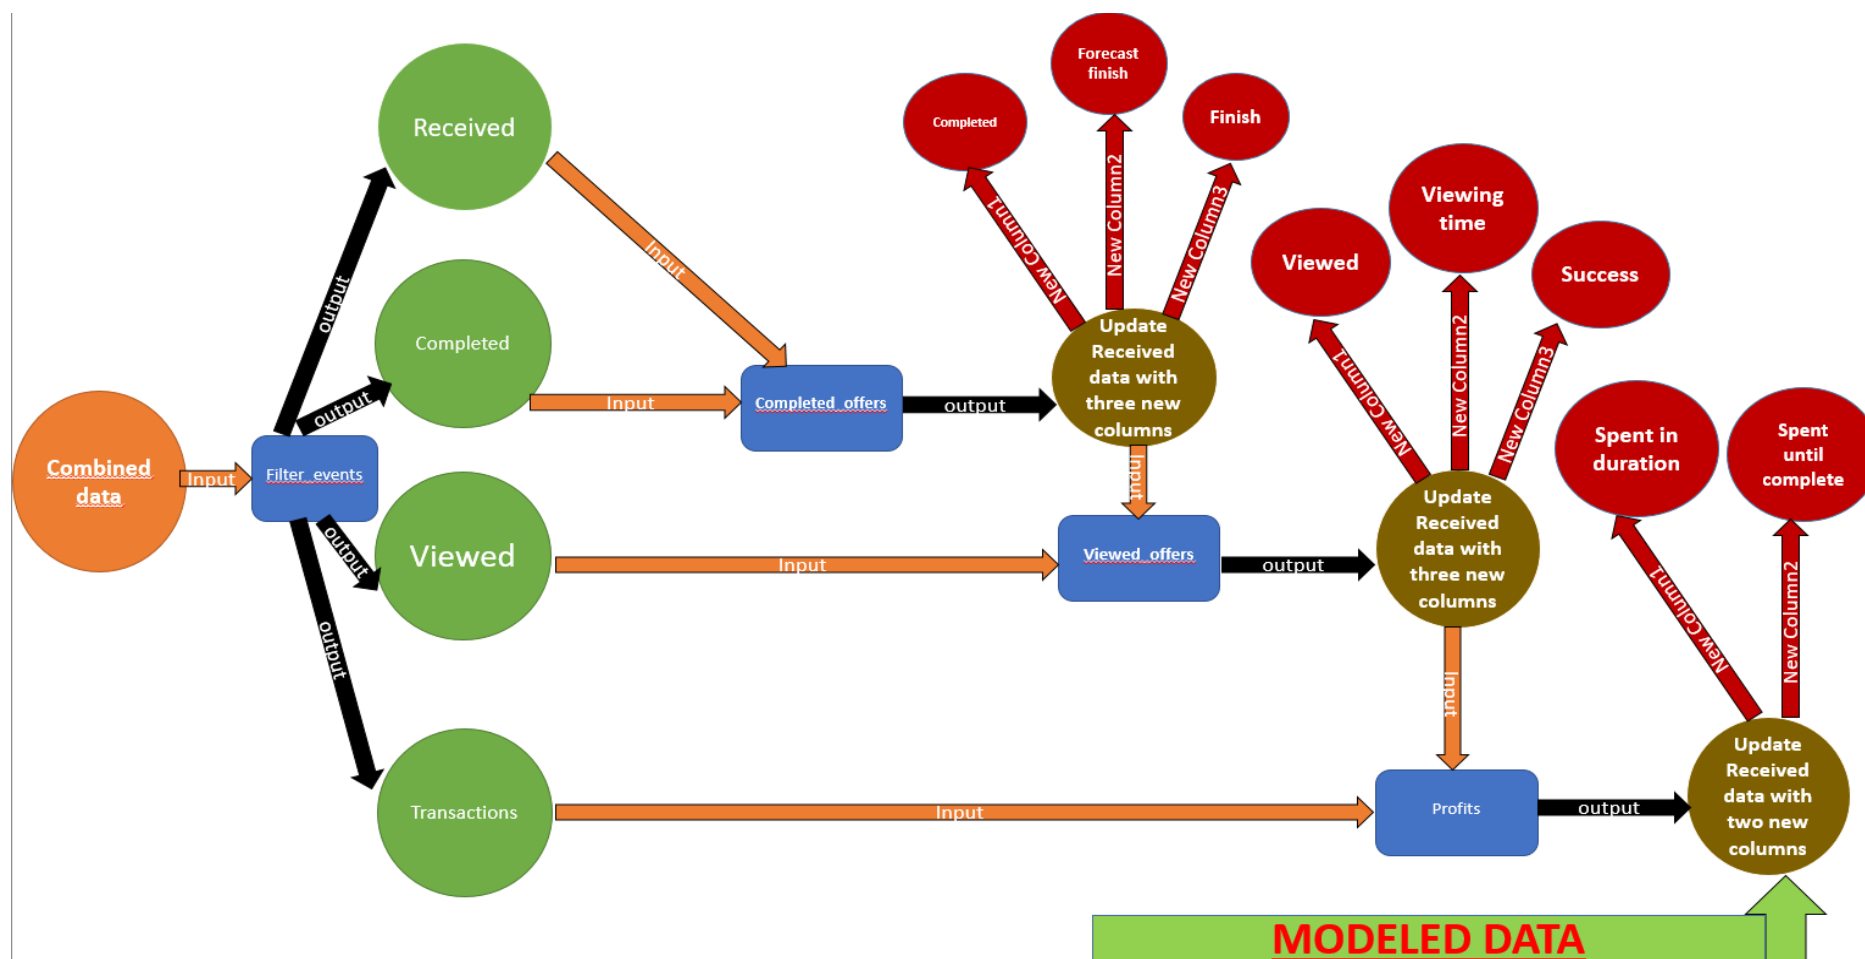 Combined
data
Input
Filter_events
output
output
output
output
Received
Completed
Viewed
Transactions
Input
Input
Input
Input
Completed_offers
output
Update
Received
data with
three new
columns
New Column1
New Column2
New Column3
Completed
Forecast
finish
Finish
Input
Viewed_offers
output
Update
Received
data with
three new
columns
New Column1
New Column2
New Column3
Viewed
Viewing
time
Success
Input
Profits
output
Update
Received
data with
two new
columns
New Column1
New Column2
Spent in
duration
Spent
until
complete
MODELED DATA